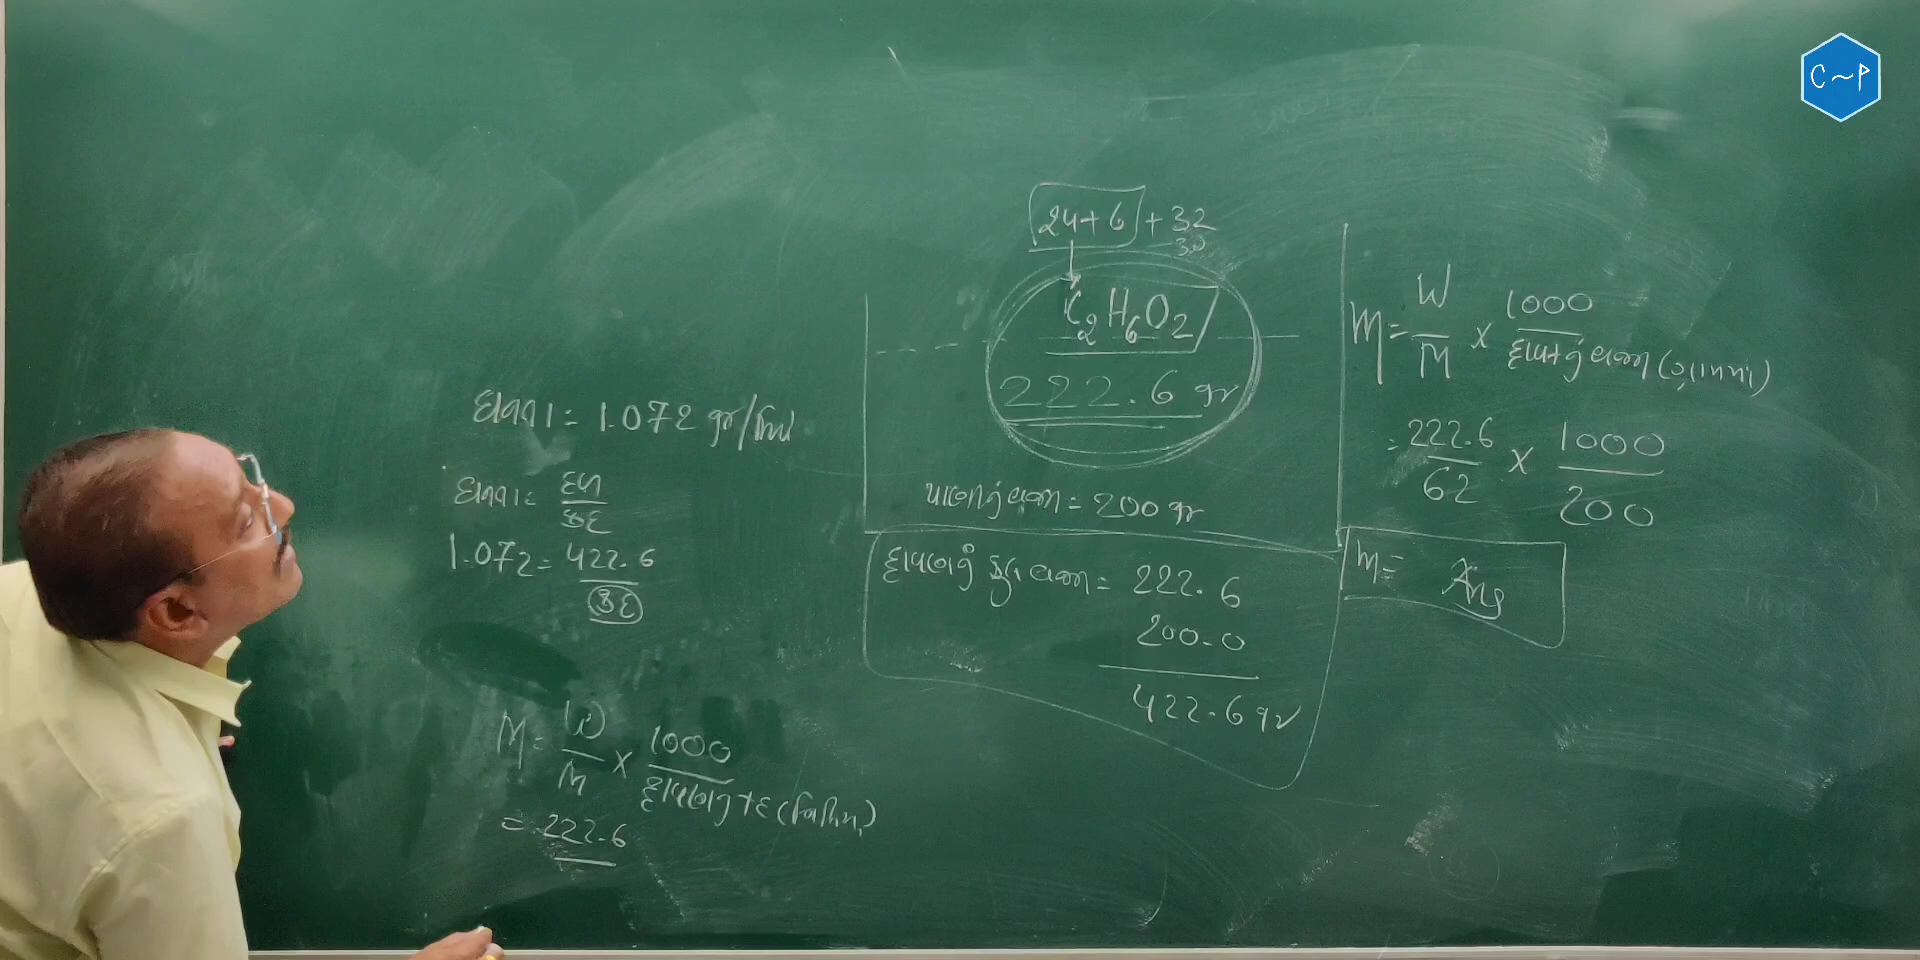 C~P
24+6 + 32
30
C2H6O2
222.6 gr
પાણીનું વજન = 200 gr
દ્રાવણનું કુલ વજન = 222.6
200.0
422.6 gr
ઘનતા = 1.072 gr/મિલિ
ઘનતા = દળ
કદ
1.072 = 422.6
કદ
M = W/M × 1000/દ્રાવણનું કદ (મિલિમાં)
= 222.6
m = W/M × 1000/દ્રાવકનું વજન (ગ્રામમાં)
= 222.6/62 × 1000/200
m = Ans